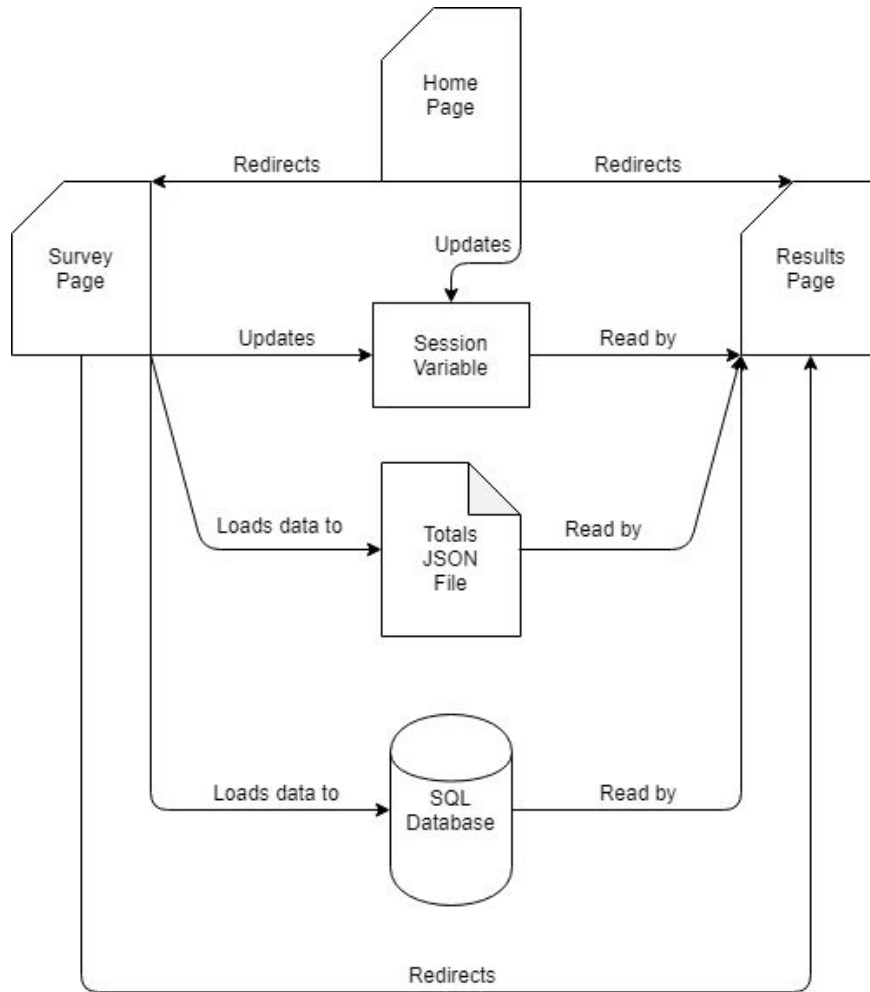 Home
Page
Redirects
Redirects
Survey
Page
Updates
Results
Page
Updates
Session
Variable
Read by
Loads data to
Totals
JSON
File
Read by
Loads data to
SQL
Database
Read by
Redirects